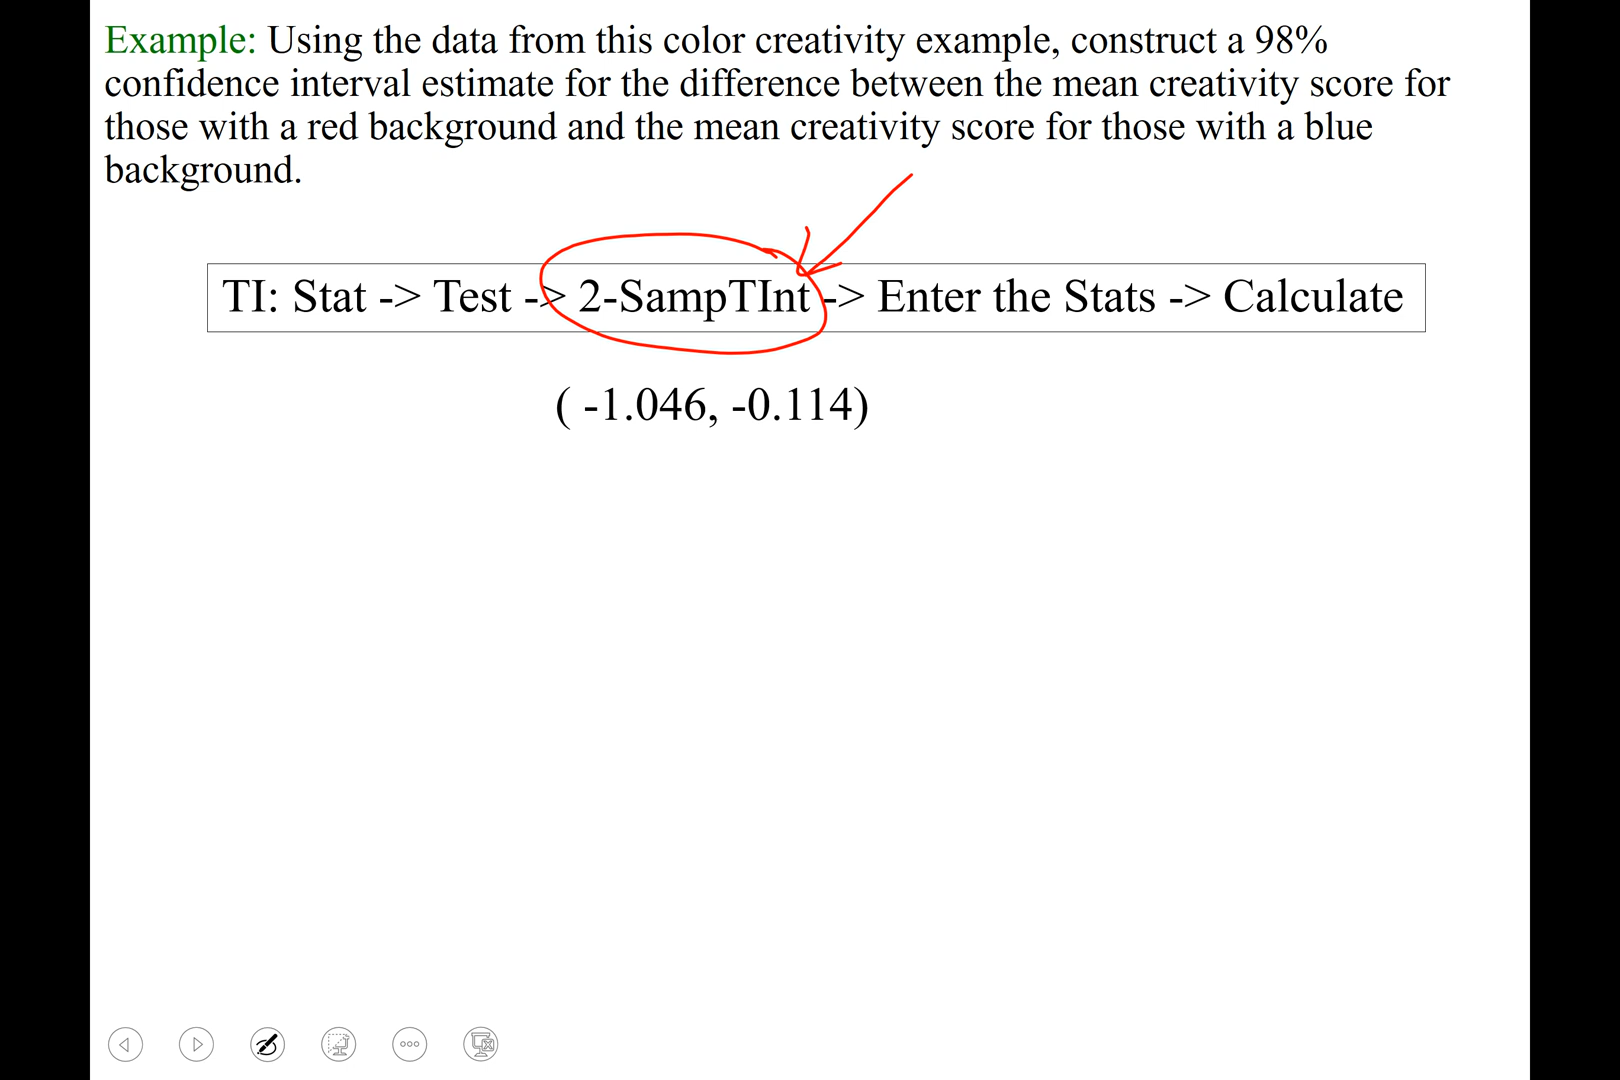 Example: Using the data from this color creativity example, construct a 98%
confidence interval estimate for the difference between the mean creativity score for
those with a red background and the mean creativity score for those with a blue
background.
TI: Stat -> Test -> 2-SampTInt -> Enter the Stats -> Calculate
( -1.046, -0.114)